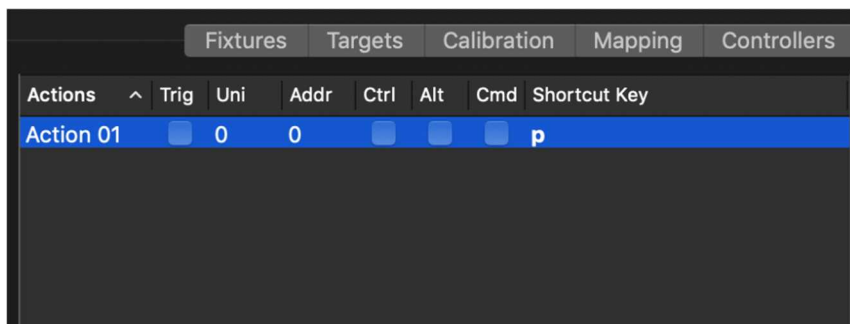 Fixtures Targets Calibration Mapping Controllers
Actions Trig Uni Addr Ctrl Alt Cmd Shortcut Key
Action 01 0 0 p